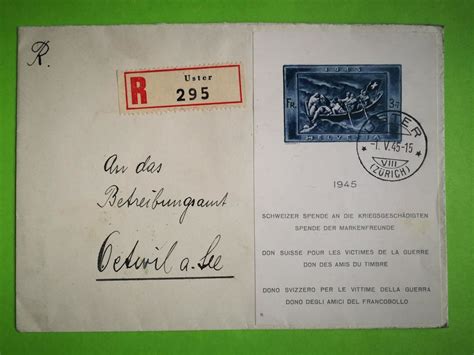 R.
R Uster
295
An das
Betreibungsamt
Oetwil a. See
1945
Fr. 3+7
HELVETIA
USTER
-1.V.45-15
VIII
(ZÜRICH)
1945
SCHWEIZER SPENDE AN DIE KRIEGSGESCHÄDIGTEN
SPENDE DER MARKENFREUNDE
DON SUISSE POUR LES VICTIMES DE LA GUERRE
DON DES AMIS DU TIMBRE
DONO SVIZZERO PER LE VITTIME DELLA GUERRA
DONO DEGLI AMICI DEL FRANCOBOLLO